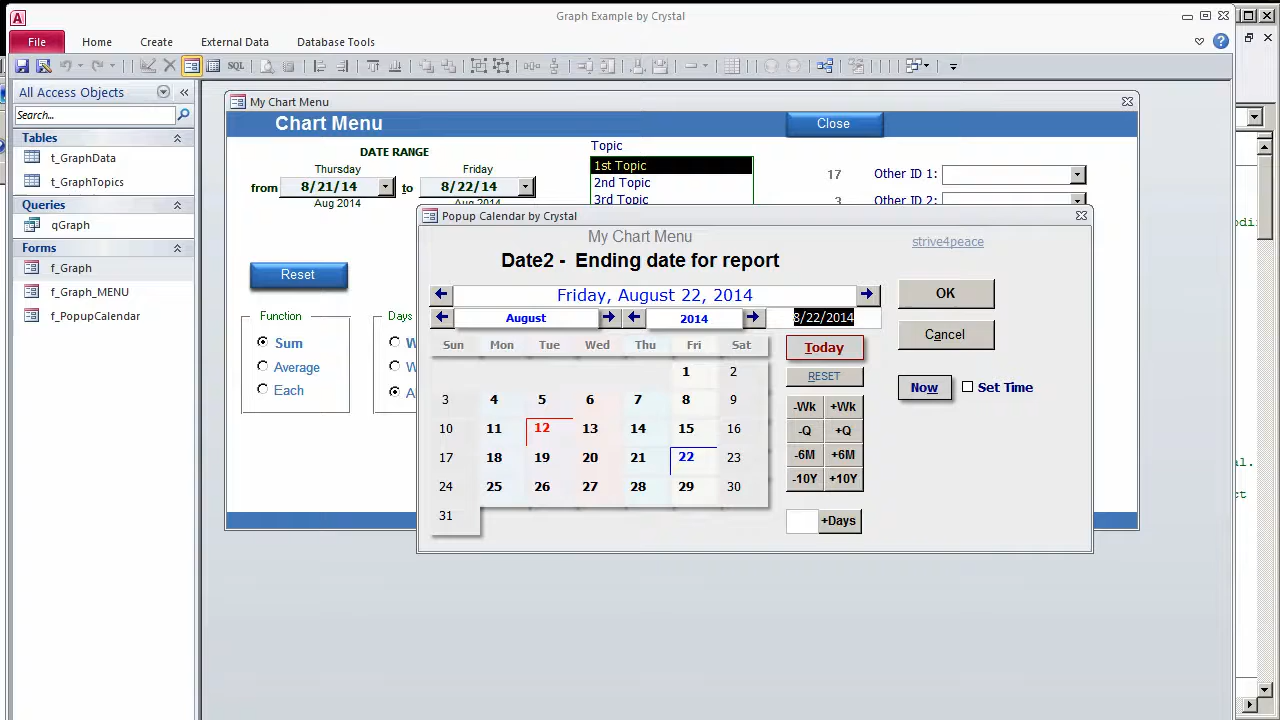 Graph Example by Crystal
File Home Create External Data Database Tools
SQL
All Access Objects
Search...
Tables
t_GraphData
t_GraphTopics
Queries
qGraph
Forms
f_Graph
f_Graph_MENU
f_PopupCalendar
My Chart Menu
Chart Menu
Close
DATE RANGE
Thursday Friday
from 8/21/14 to 8/22/14
Aug 2014 Aug 2014
Topic
1st Topic
2nd Topic
3rd Topic
17 Other ID 1:
3 Other ID 2:
Reset
Function
Sum
Average
Each
Days
W
W
A
Popup Calendar by Crystal
My Chart Menu
strive4peace
Date2 - Ending date for report
Friday, August 22, 2014
August 2014 8/22/2014
Sun Mon Tue Wed Thu Fri Sat
1 2
3 4 5 6 7 8 9
10 11 12 13 14 15 16
17 18 19 20 21 22 23
24 25 26 27 28 29 30
31
OK
Cancel
Today
RESET
Now Set Time
-Wk +Wk
-Q +Q
-6M +6M
-10Y +10Y
+Days
odi
al.
ct